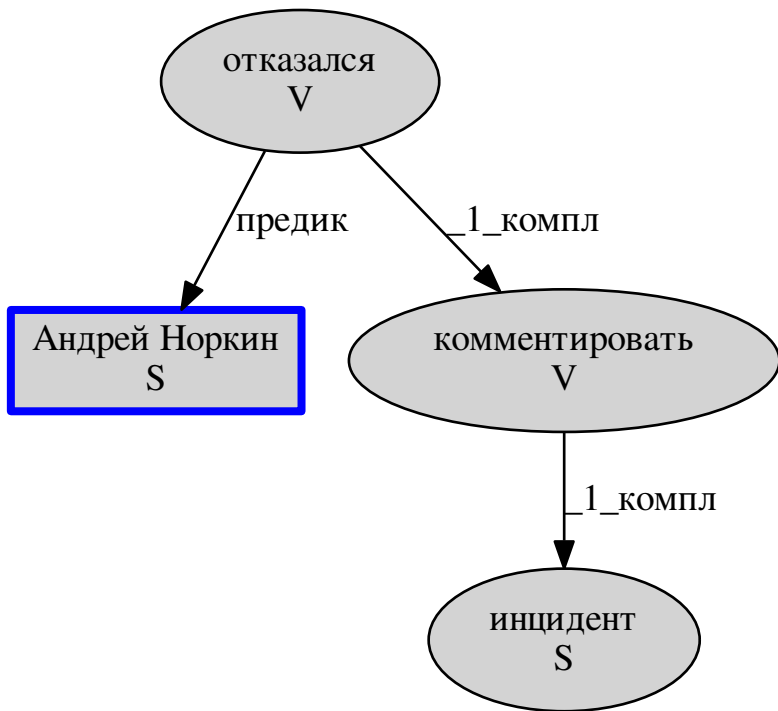 отказался
V
предик
_1_компл
Андрей Норкин
S
комментировать
V
_1_компл
инцидент
S